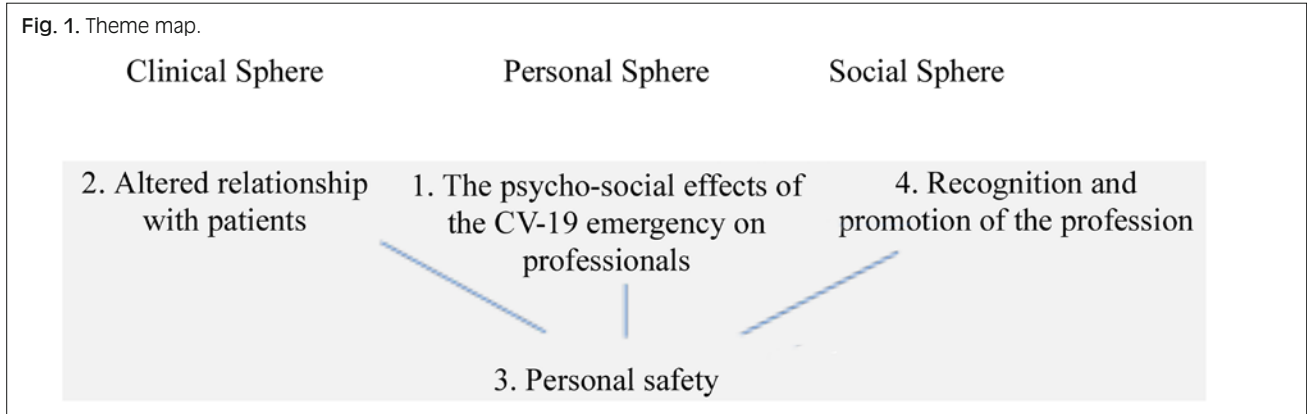 Fig. 1. Theme map.
Clinical Sphere
Personal Sphere
Social Sphere
2. Altered relationship
with patients
1. The psycho-social effects of
the CV-19 emergency on
professionals
4. Recognition and
promotion of the profession
3. Personal safety